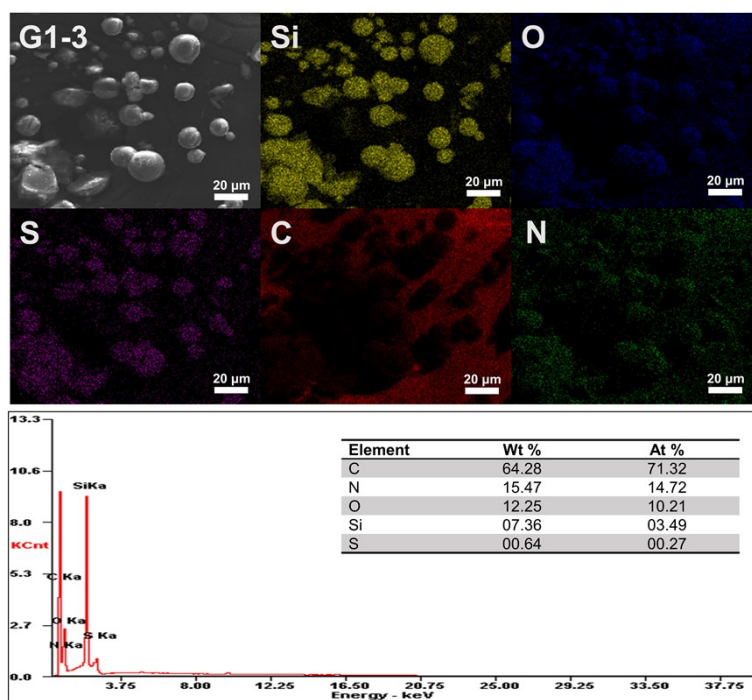 G1-3 Si O
20 μm 20 μm 20 μm
S C N
20 μm 20 μm 20 μm
13.3
10.6
8.0
KCnt
5.3
2.7
0.0
SiKa
C Ka
O Ka
S Ka
N Ka
Element Wt % At %
C 64.28 71.32
N 15.47 14.72
O 12.25 10.21
Si 07.36 03.49
S 00.64 00.27
3.75 8.00 12.25 16.50 20.75 25.00 29.25 33.50 37.75
Energy - keV